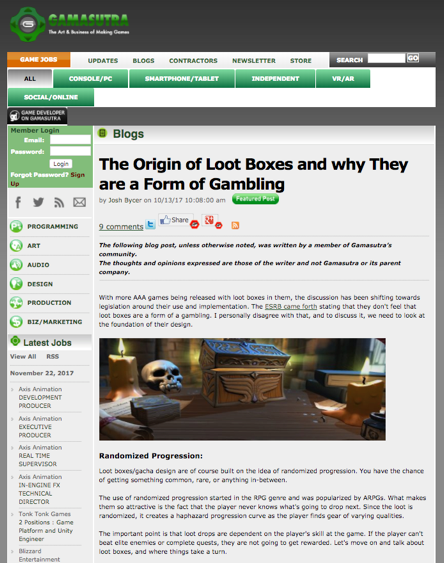 GAMASUTRA
The Art & Business of Making Games
GAME JOBS
UPDATES BLOGS CONTRACTORS NEWSLETTER STORE
SEARCH GO
ALL CONSOLE/PC SMARTPHONE/TABLET INDEPENDENT VR/AR
SOCIAL/ONLINE
GAME DEVELOPER
ON GAMASUTRA
Member Login
Email:
Password:
Login
Forgot Password? Sign
Up
PROGRAMMING
ART
AUDIO
DESIGN
PRODUCTION
BIZ/MARKETING
Latest Jobs
View All RSS
November 22, 2017
Axis Animation
DEVELOPMENT
PRODUCER
Axis Animation
EXECUTIVE
PRODUCER
Axis Animation
REAL TIME
SUPERVISOR
Axis Animation
IN-ENGINE FX
TECHNICAL
DIRECTOR
Tonk Tonk Games
2 Positions : Game
Platform and Unity
Engineer
Blizzard
Entertainment
Blogs
The Origin of Loot Boxes and why They
are a Form of Gambling
by Josh Bycer on 10/13/17 10:08:00 am Featured Post
9 comments Share
The following blog post, unless otherwise noted, was written by a member of Gamasutra's
community.
The thoughts and opinions expressed are those of the writer and not Gamasutra or its parent
company.
With more AAA games being released with loot boxes in them, the discussion has been shifting towards
legislation around their use and implementation. The ESRB came forth stating that they don't feel that
loot boxes are a form of a gambling. I personally disagree with that, and to discuss it, we need to look at
the foundation of their design.
Randomized Progression:
Loot boxes/gacha design are of course built on the idea of randomized progression. You have the chance
of getting something common, rare, or anything in-between.
The use of randomized progression started in the RPG genre and was popularized by ARPGs. What makes
them so attractive is the fact that the player never knows what's going to drop next. Since the loot is
randomized, it creates a haphazard progression curve as the player finds gear of varying qualities.
The important point is that loot drops are dependent on the player's skill at the game. If the player can't
beat elite enemies or complete quests, they are not going to get rewarded. Let's move on and talk about
loot boxes, and where things take a turn.